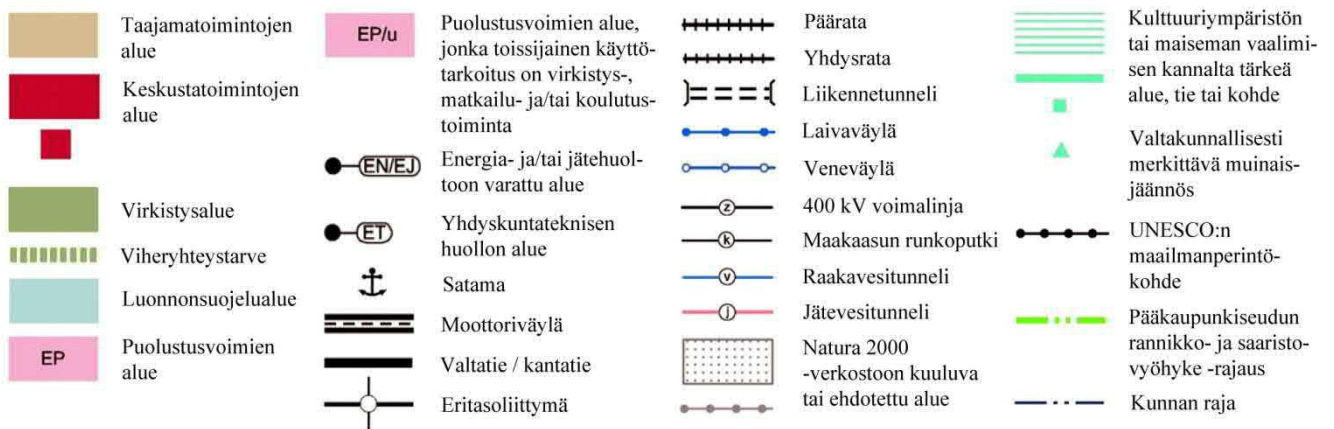 Taajamatoimintojen
alue
Keskustatoimintojen
alue
Virkistysalue
Viheryhteystarve
Luonnonsuojelualue
EP
Puolustusvoimien
alue
EP/u
Puolustusvoimien alue,
jonka toissijainen käyttö-
tarkoitus on virkistys-,
matkailu- ja/tai koulutus-
toiminta
EN/EJ
Energia- ja/tai jätehuol-
toon varattu alue
ET
Yhdyskuntateknisen
huollon alue
Satama
Moottoriväylä
Valtatie / kantatie
Eritasoliittymä
Päärata
Yhdysrata
Liikennetunneli
Laivaväylä
Veneväylä
z
400 kV voimalinja
k
Maakaasun runkoputki
v
Raakavesitunneli
j
Jätevesitunneli
Natura 2000
-verkostoon kuuluva
tai ehdotettu alue
Kulttuuriympäristön
tai maiseman vaalimi-
sen kannalta tärkeä
alue, tie tai kohde
Valtakunnallisesti
merkittävä muinais-
jäännös
UNESCO:n
maailmanperintö-
kohde
Pääkaupunkiseudun
rannikko- ja saaristo-
vyöhyke -rajaus
Kunnan raja